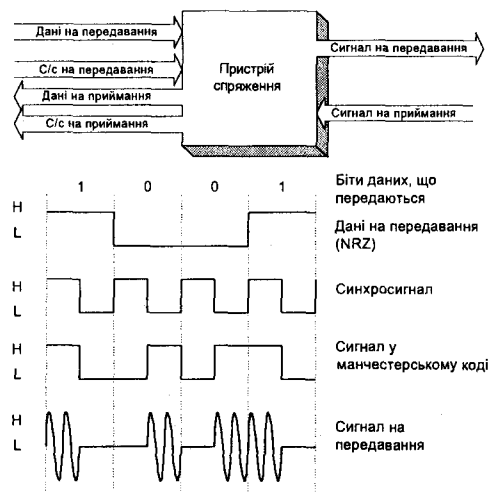 Дані на передавання
С/с на передавання
Дані на приймання
С/с на приймання
Пристрій
спряження
Сигнал на передавання
Сигнал на приймання
1 0 0 1
Біти даних, що
передаються
H
L
Дані на передавання
(NRZ)
H
L
Синхросигнал
H
L
Сигнал у
манчестерському коді
H
L
Сигнал на
передавання